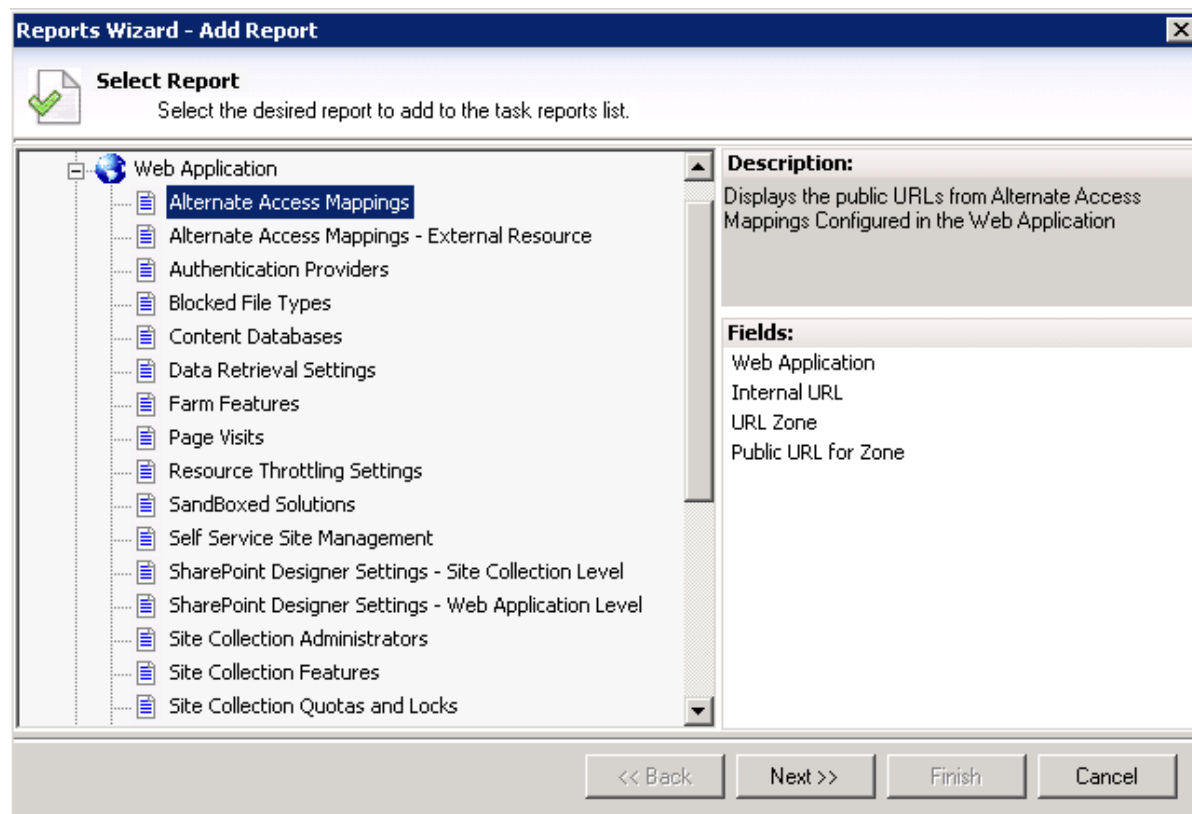 Reports Wizard - Add Report
Select Report
Select the desired report to add to the task reports list.
Web Application
Alternate Access Mappings
Alternate Access Mappings - External Resource
Authentication Providers
Blocked File Types
Content Databases
Data Retrieval Settings
Farm Features
Page Visits
Resource Throttling Settings
SandBoxed Solutions
Self Service Site Management
SharePoint Designer Settings - Site Collection Level
SharePoint Designer Settings - Web Application Level
Site Collection Administrators
Site Collection Features
Site Collection Quotas and Locks
Description:
Displays the public URLs from Alternate Access
Mappings Configured in the Web Application
Fields:
Web Application
Internal URL
URL Zone
Public URL for Zone
<< Back
Next >>
Finish
Cancel